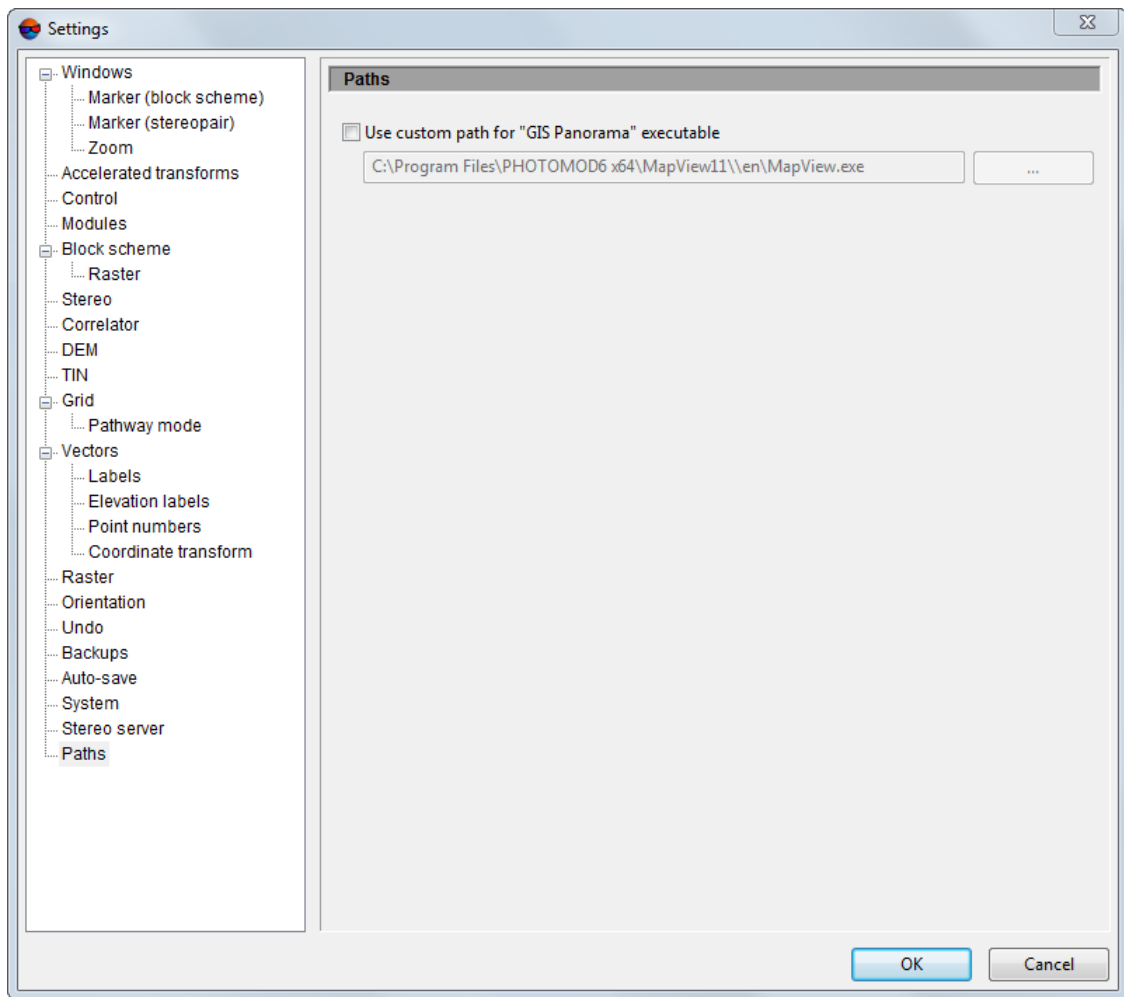 Settings
Windows
Marker (block scheme)
Marker (stereopair)
Zoom
Accelerated transforms
Control
Modules
Block scheme
Raster
Stereo
Correlator
DEM
TIN
Grid
Pathway mode
Vectors
Labels
Elevation labels
Point numbers
Coordinate transform
Raster
Orientation
Undo
Backups
Auto-save
System
Stereo server
Paths
Paths
Use custom path for "GIS Panorama" executable
C:\Program Files\PHOTOMOD6 x64\MapView11\\en\MapView.exe
...
OK
Cancel